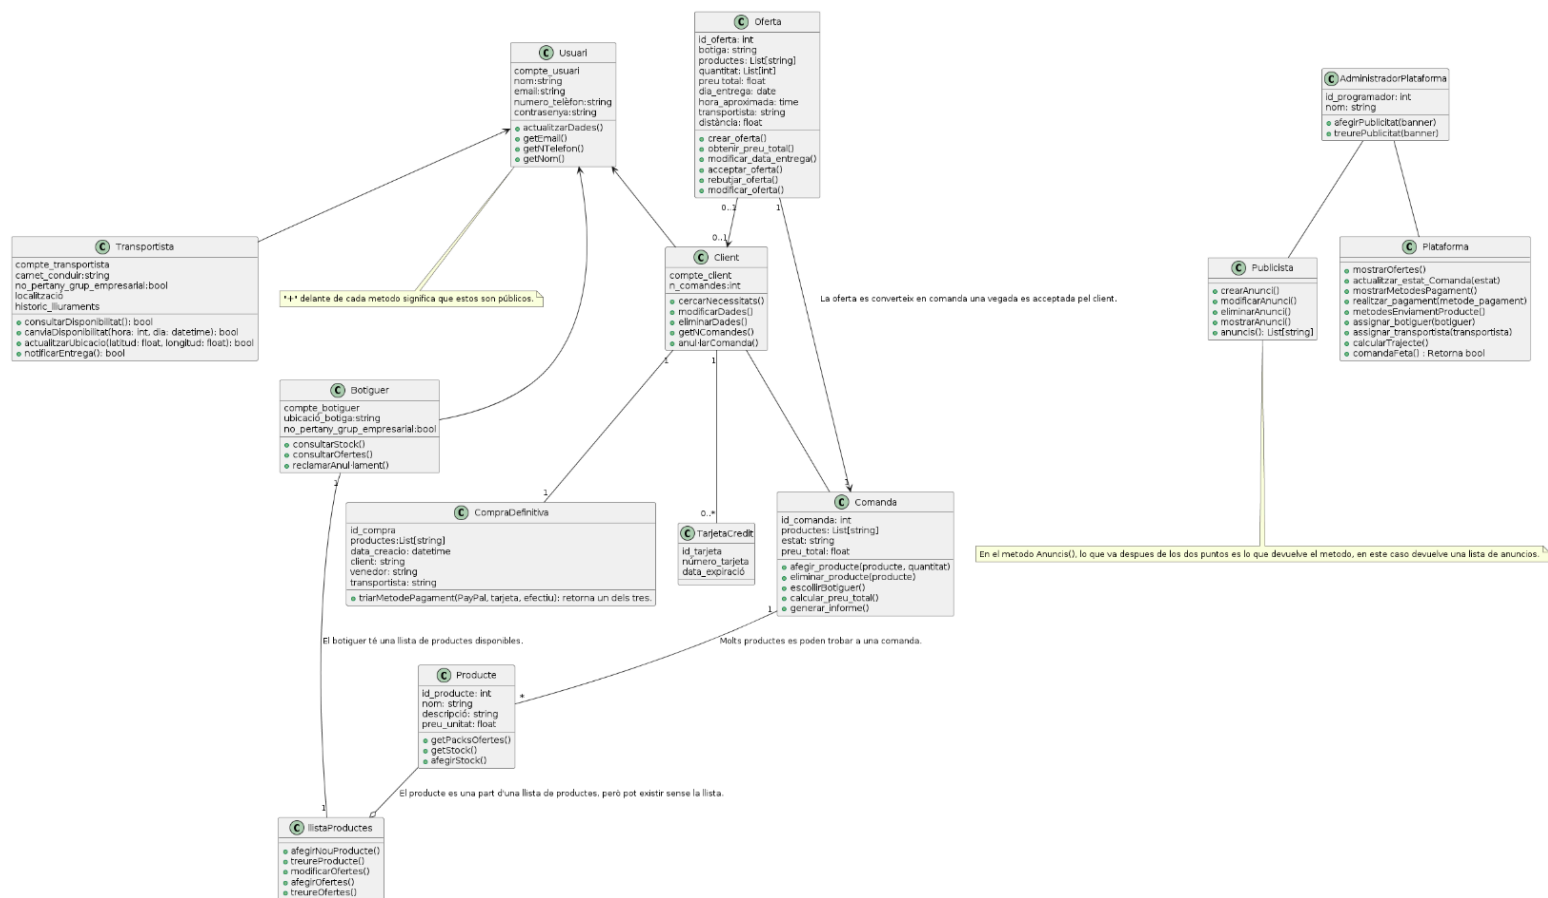 Oferta
id_oferta: int
botiga: string
productes: List[string]
quantitat: List[int]
preu total: float
dia_entrega: date
hora_aproximada: time
transportista: string
distància: float
crear_oferta()
obtenir_preu_total()
modificar_data_entrega()
acceptar_oferta()
rebutjar_oferta()
modificar_oferta()
Usuari
compte_usuari
nom:string
email:string
numero_telèfon:string
contrasenya:string
actualitzarDades()
getEmail()
getNTelefon()
getNom()
AdministradorPlataforma
id_programador: int
nom: string
afegirPublicitat(banner)
treurePublicitat(banner)
0..1
1
0..1
Transportista
compte_transportista
carnet_conduir:string
no_pertany_grup_empresarial:bool
localització
historic_lliuraments
consultarDisponibilitat(): bool
canviaDisponibilitat(hora: int, dia: datetime): bool
actualitzarUbicacio(latitud: float, longitud: float): bool
notificarEntrega(): bool
"+" delante de cada metodo significa que estos son públicos.
Client
compte_client
n_comandes:int
cercarNecessitats()
modificarDades()
eliminarDades()
getNComandes()
anul·larComanda()
La oferta es converteix en comanda una vegada es acceptada pel client.
Publicista
crearAnunci()
modificarAnunci()
eliminarAnunci()
mostrarAnunci()
anuncis(): List[string]
Plataforma
mostrarOfertes()
actualitzar_estat_Comanda(estat)
mostrarMetodesPagament()
realitzar_pagament(metode_pagament)
metodesEnviamentProducte()
assignar_botiguer(botiguer)
assignar_transportista(transportista)
calcularTrajecte()
comandaFeta() : Retorna bool
1
1
Botiguer
compte_botiguer
ubicació_botiga:string
no_pertany_grup_empresarial:bool
consultarStock()
consultarOfertes()
reclamarAnul·lament()
1
1
0..*
1
CompraDefinitiva
id_compra
productes:List[string]
data_creacio: datetime
client: string
venedor: string
transportista: string
triarMetodePagament(PayPal, tarjeta, efectiu): retorna un dels tres.
TarjetaCredit
id_tarjeta
número_tarjeta
data_expiració
Comanda
id_comanda: int
productes: List[string]
estat: string
preu_total: float
afegir_producte(producte, quantitat)
eliminar_producte(producte)
escollirBotiguer()
calcular_preu_total()
generar_informe()
En el metodo Anuncis(), lo que va despues de los dos puntos es lo que devuelve el metodo, en este caso devuelve una lista de anuncios.
1
El botiguer té una llista de productes disponibles.
Molts productes es poden trobar a una comanda.
*
Producte
id_producte: int
nom: string
descripció: string
preu_unitat: float
getPacksOfertes()
getStock()
afegirStock()
El producte es una part d'una llista de productes, però pot existir sense la llista.
1
llistaProductes
afegirNouProducte()
treureProducte()
modificarOfertes()
afegirOfertes()
treureOfertes()